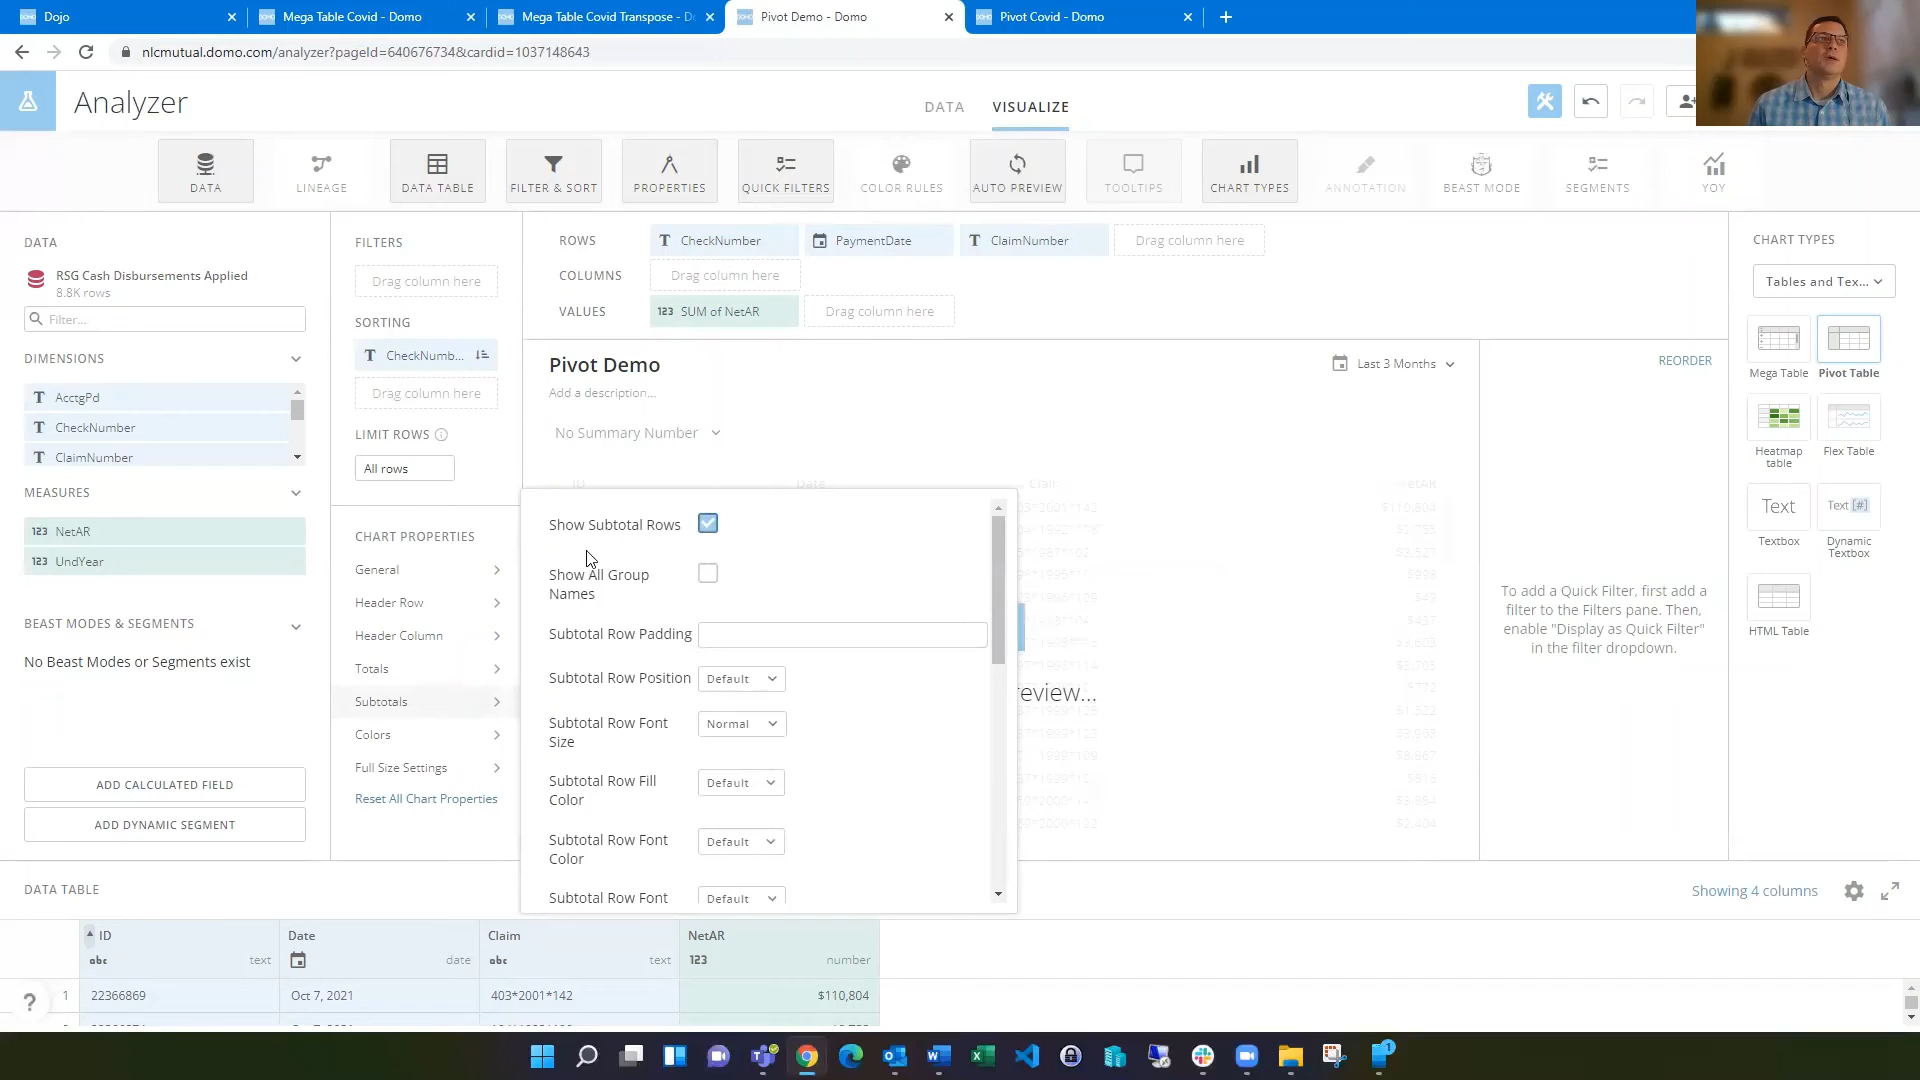 Dojo
Mega Table Covid - Domo
Mega Table Covid Transpose - Do
Pivot Demo - Domo
Pivot Covid - Domo
nlcmutual.domo.com/analyzer?pageId=640676734&cardid=1037148643
Analyzer
DATA
VISUALIZE
DATA
LINEAGE
DATA TABLE
FILTER & SORT
PROPERTIES
QUICK FILTERS
COLOR RULES
AUTO PREVIEW
TOOLTIPS
CHART TYPES
ANNOTATION
BEAST MODE
SEGMENTS
YOY
DATA
RSG Cash Disbursements Applied
8.8K rows
Filter...
DIMENSIONS
T AcctgPd
T CheckNumber
T ClaimNumber
MEASURES
123 NetAR
123 UndYear
BEAST MODES & SEGMENTS
No Beast Modes or Segments exist
ADD CALCULATED FIELD
ADD DYNAMIC SEGMENT
FILTERS
Drag column here
SORTING
T CheckNumb...
Drag column here
LIMIT ROWS
All rows
CHART PROPERTIES
General
Header Row
Header Column
Totals
Subtotals
Colors
Full Size Settings
Reset All Chart Properties
ROWS T CheckNumber PaymentDate T ClaimNumber Drag column here
COLUMNS Drag column here
VALUES 123 SUM of NetAR Drag column here
Pivot Demo
Last 3 Months
Add a description...
No Summary Number
Show Subtotal Rows
Show All Group
Names
Subtotal Row Padding
Subtotal Row Position Default
Subtotal Row Font
Size
Normal
Subtotal Row Fill
Color
Default
Subtotal Row Font
Color
Default
Subtotal Row Font Default
review...
REORDER
To add a Quick Filter, first add a
filter to the Filters pane. Then,
enable "Display as Quick Filter"
in the filter dropdown.
CHART TYPES
Tables and Tex...
Mega Table
Pivot Table
Heatmap
table
Flex Table
Text
Text [#]
Textbox
Dynamic
Textbox
HTML Table
DATA TABLE
Showing 4 columns
ID Date Claim NetAR
abc text date abc text 123 number
1 22366869 Oct 7, 2021 403*2001*142 $110,804
?
1